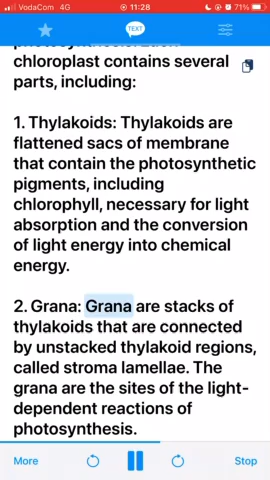 VodaCom 4G 11:28 71%
TEXT
chloroplast contains several
parts, including:
1. Thylakoids: Thylakoids are
flattened sacs of membrane
that contain the photosynthetic
pigments, including
chlorophyll, necessary for light
absorption and the conversion
of light energy into chemical
energy.
2. Grana: Grana are stacks of
thylakoids that are connected
by unstacked thylakoid regions,
called stroma lamellae. The
grana are the sites of the light-
dependent reactions of
photosynthesis.
More Stop